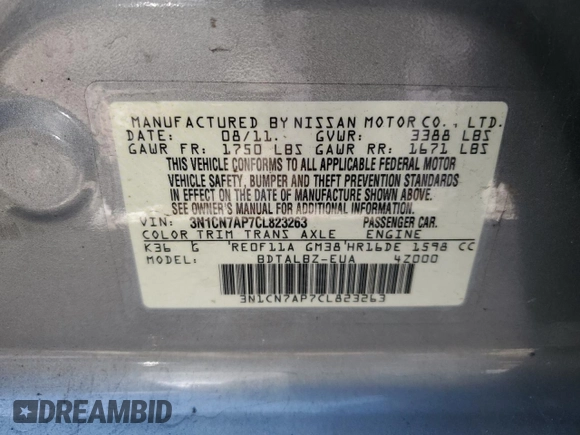 MANUFACTURED BY NISSAN MOTOR CO., LTD.
DATE: 08/11. GVWR: 3388 LBS
GAWR FR: 1750 LBS GAWR RR: 1671 LBS
THIS VEHICLE CONFORMS TO ALL APPLICABLE FEDERAL MOTOR
VEHICLE SAFETY, BUMPER AND THEFT PREVENTION STANDARDS
IN EFFECT ON THE DATE OF MANUFACTURE SHOWN ABOVE.
SEE OWNER'S MANUAL FOR ADDITIONAL INFORMATION.
VIN: 3N1CN7AP7CL823263 PASSENGER CAR.
COLOR TRIM TRANS AXLE ENGINE
K36 G 'RE0F11A GM38'HR16DE 1598 CC
MODEL: BDTALBZ-EUA 4Z000
3N1CN7AP7CL823263
DREAMBID